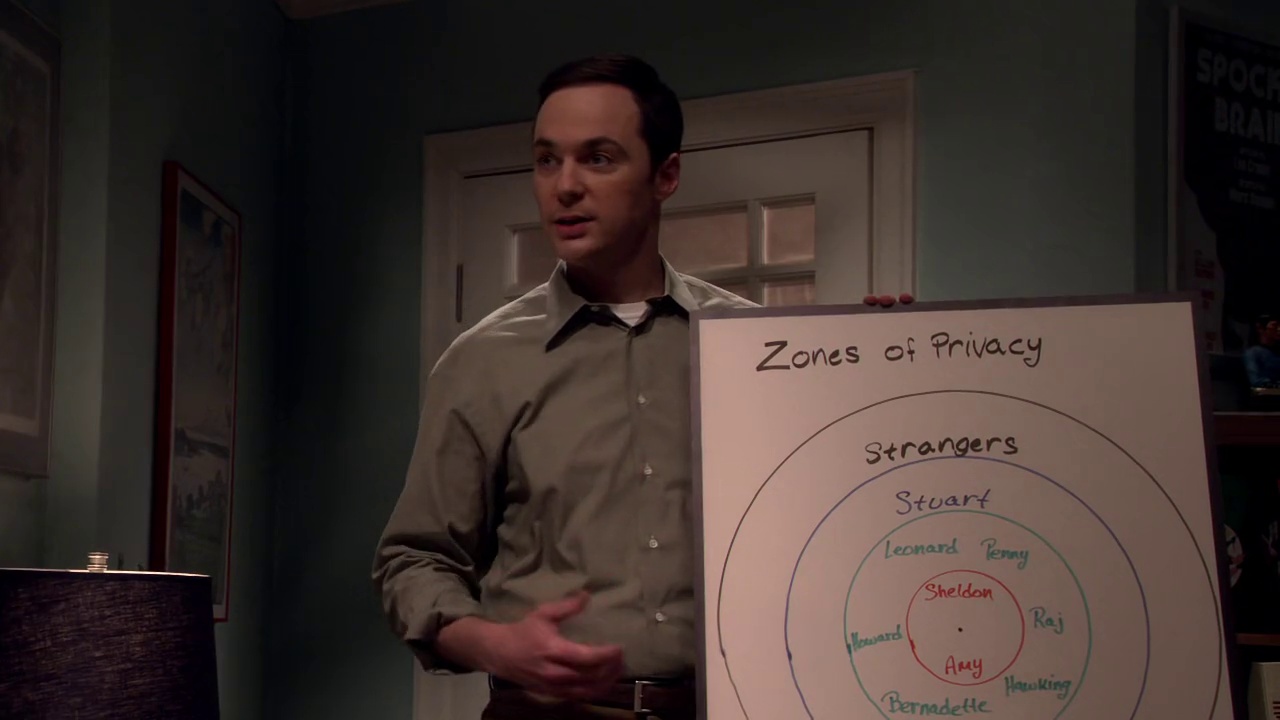 SPOCK
BRAI
Zones of Privacy
Strangers
Stuart
Leonard Penny
Sheldon
Raj
Howard
Amy
Hawking
Bernadette